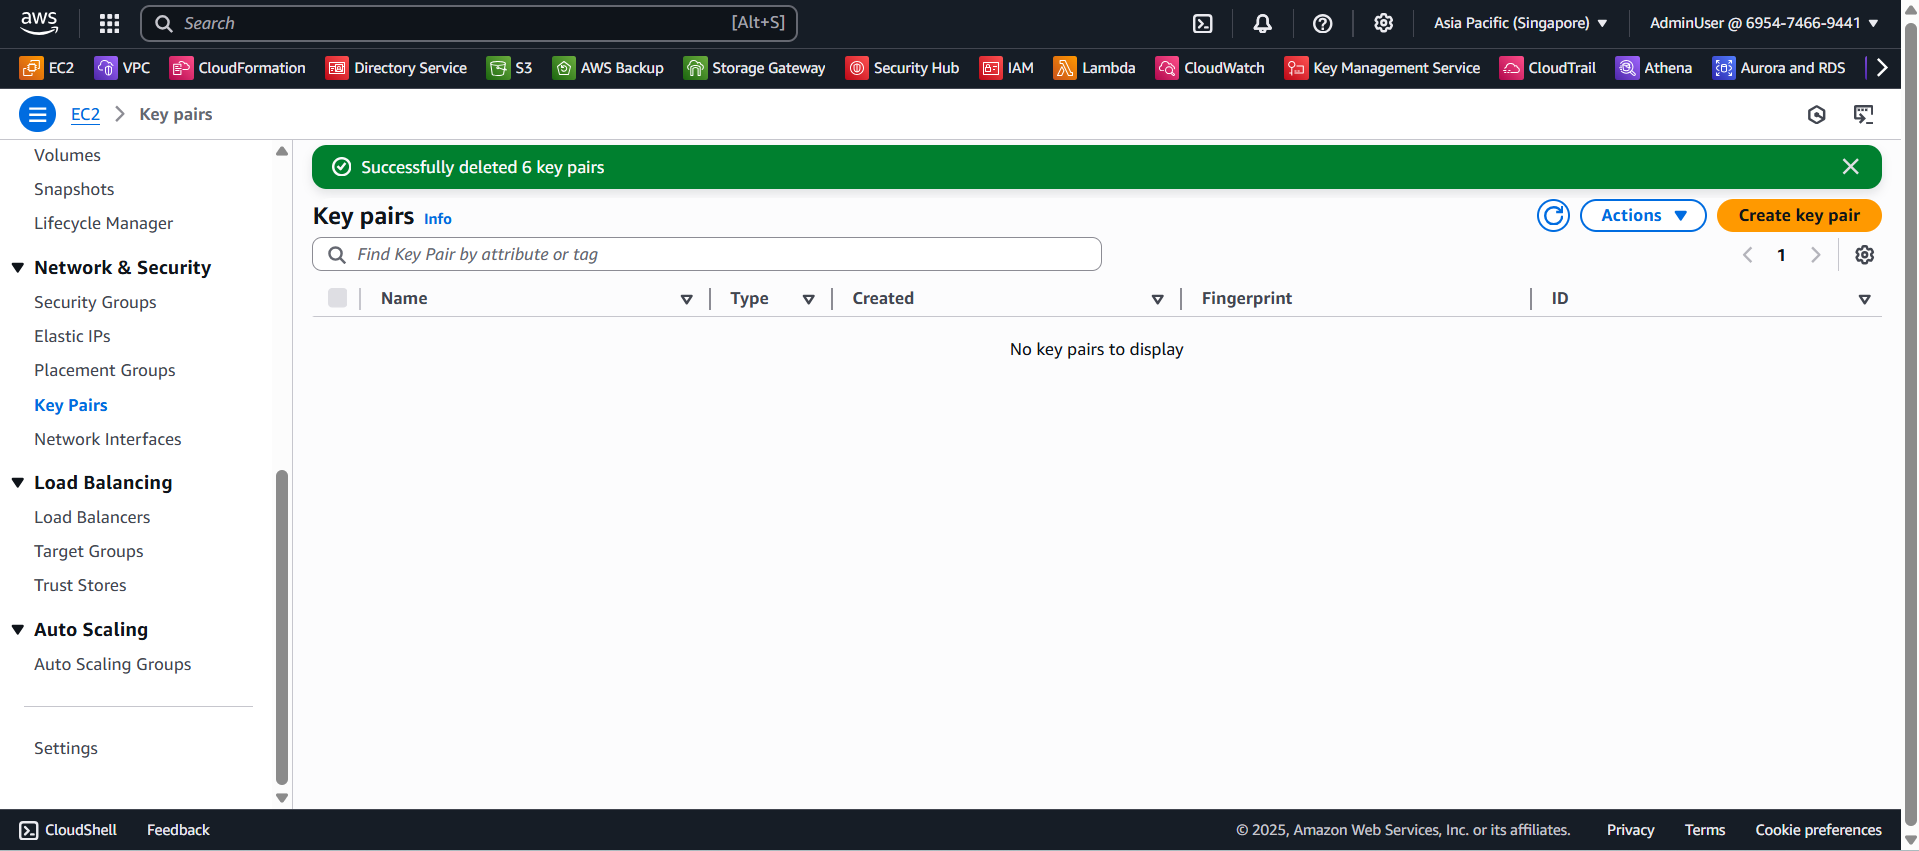 aws
Search [Alt+S]
Asia Pacific (Singapore)
AdminUser @ 6954-7466-9441
EC2 VPC CloudFormation Directory Service S3 AWS Backup Storage Gateway Security Hub IAM Lambda CloudWatch Key Management Service CloudTrail Athena Aurora and RDS
EC2 > Key pairs
Volumes
Snapshots
Lifecycle Manager
Network & Security
Security Groups
Elastic IPs
Placement Groups
Key Pairs
Network Interfaces
Load Balancing
Load Balancers
Target Groups
Trust Stores
Auto Scaling
Auto Scaling Groups
Settings
Successfully deleted 6 key pairs
Key pairs Info
Actions
Create key pair
Find Key Pair by attribute or tag
1
Name Type Created Fingerprint ID
No key pairs to display
CloudShell Feedback
© 2025, Amazon Web Services, Inc. or its affiliates. Privacy Terms Cookie preferences